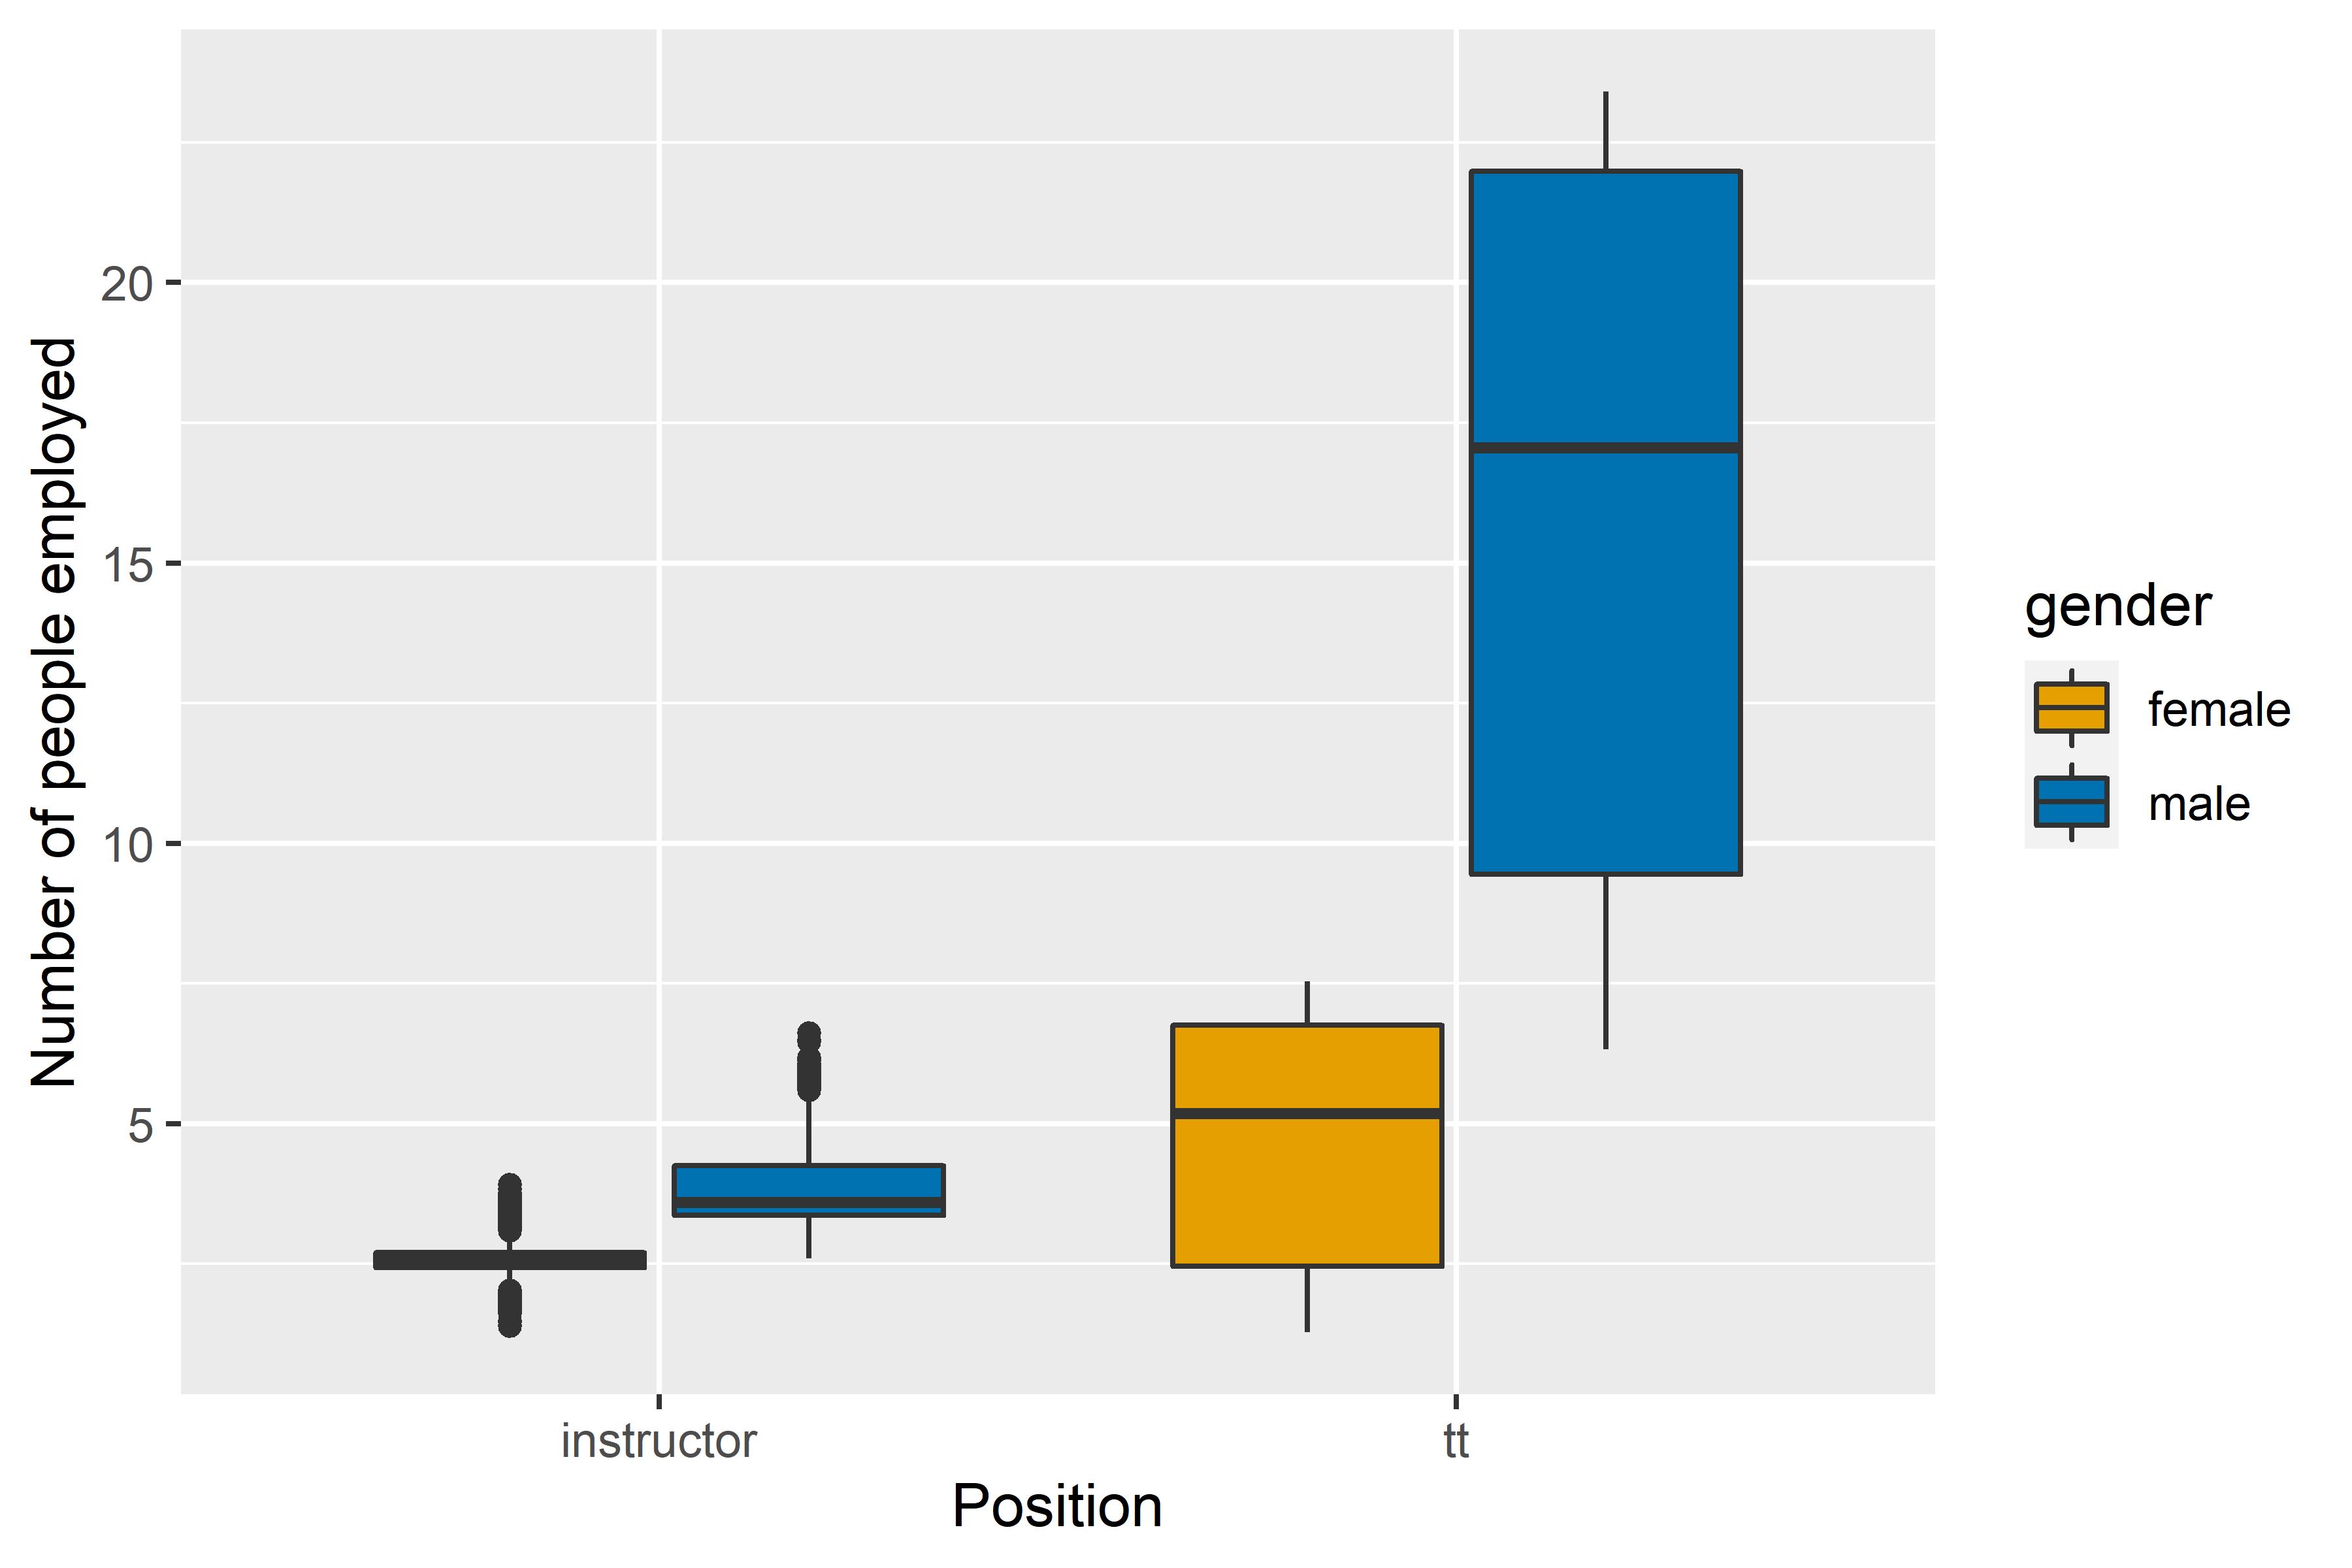 Number of people employed
20
15
10
5
instructor
tt
Position
gender
female
male